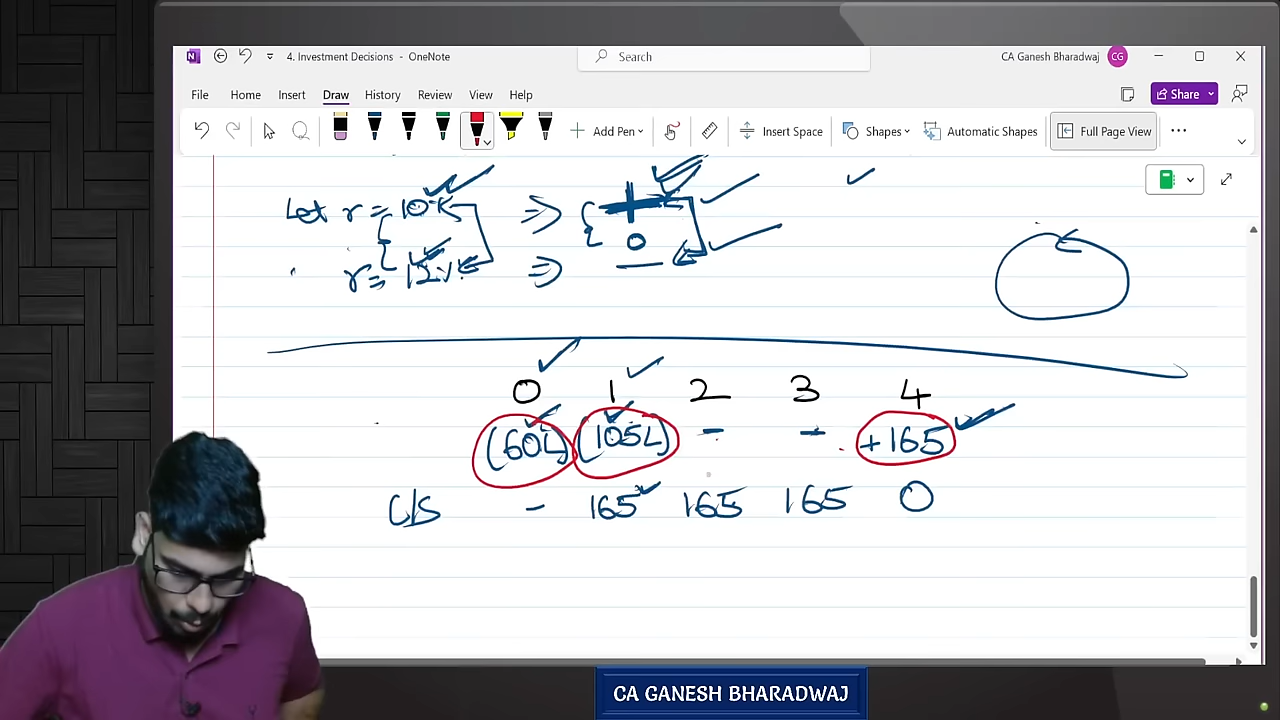 4. Investment Decisions - OneNote
Search
CA Ganesh Bharadwaj
CG
File Home Insert Draw History Review View Help
Share
Add Pen
Insert Space
Shapes
Automatic Shapes
Full Page View
Let r = 10% => +
0
r = 12% =>
0 1 2 3 4
(60L) (105L) - - +165
C/S - 165 165 165 0
CA GANESH BHARADWAJ